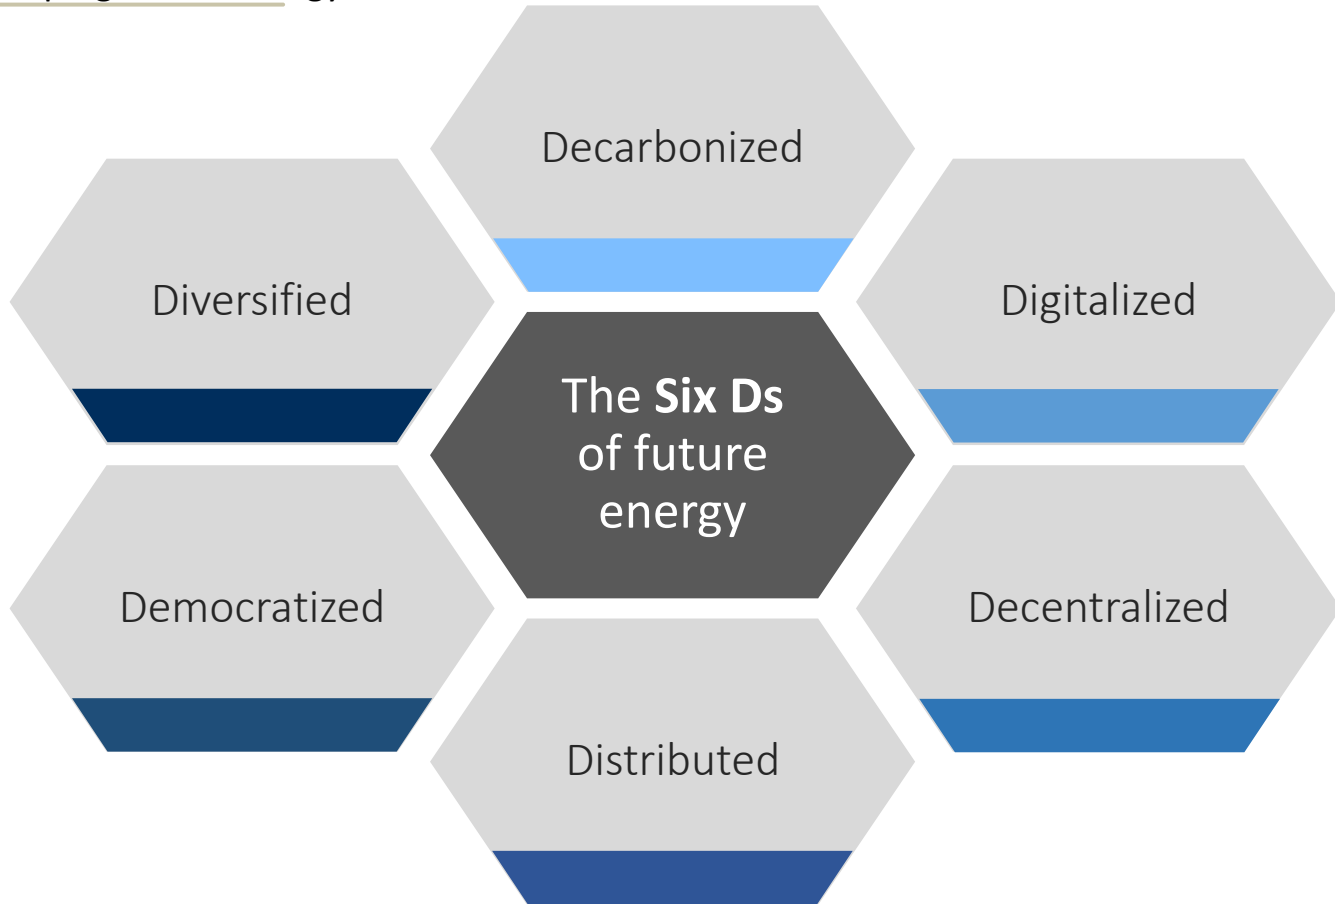 Decarbonized
Diversified
Digitalized
The Six Ds
of future
energy
Democratized
Decentralized
Distributed